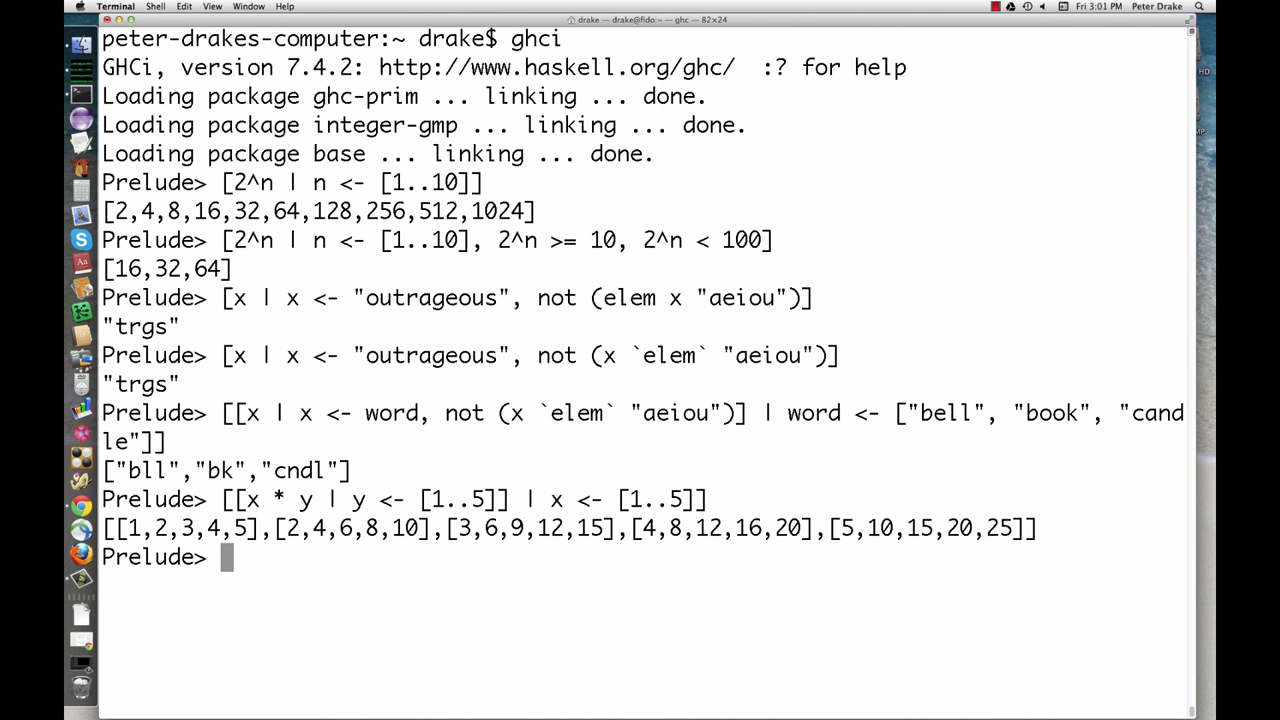 Terminal Shell Edit View Window Help Fri 3:01 PM Peter Drake
drake — drake@fido:~ — ghc — 82×24
peter-drakes-computer:~ drake$ ghci
GHCi, version 7.4.2: http://www.haskell.org/ghc/  :? for help
Loading package ghc-prim ... linking ... done.
Loading package integer-gmp ... linking ... done.
Loading package base ... linking ... done.
Prelude> [2^n | n <- [1..10]]
[2,4,8,16,32,64,128,256,512,1024]
Prelude> [2^n | n <- [1..10], 2^n >= 10, 2^n < 100]
[16,32,64]
Prelude> [x | x <- "outrageous", not (elem x "aeiou")]
"trgs"
Prelude> [x | x <- "outrageous", not (x `elem` "aeiou")]
"trgs"
Prelude> [[x | x <- word, not (x `elem` "aeiou")] | word <- ["bell", "book", "cand
le"]]
["bll","bk","cndl"]
Prelude> [[x * y | y <- [1..5]] | x <- [1..5]]
[[1,2,3,4,5],[2,4,6,8,10],[3,6,9,12,15],[4,8,12,16,20],[5,10,15,20,25]]
Prelude>